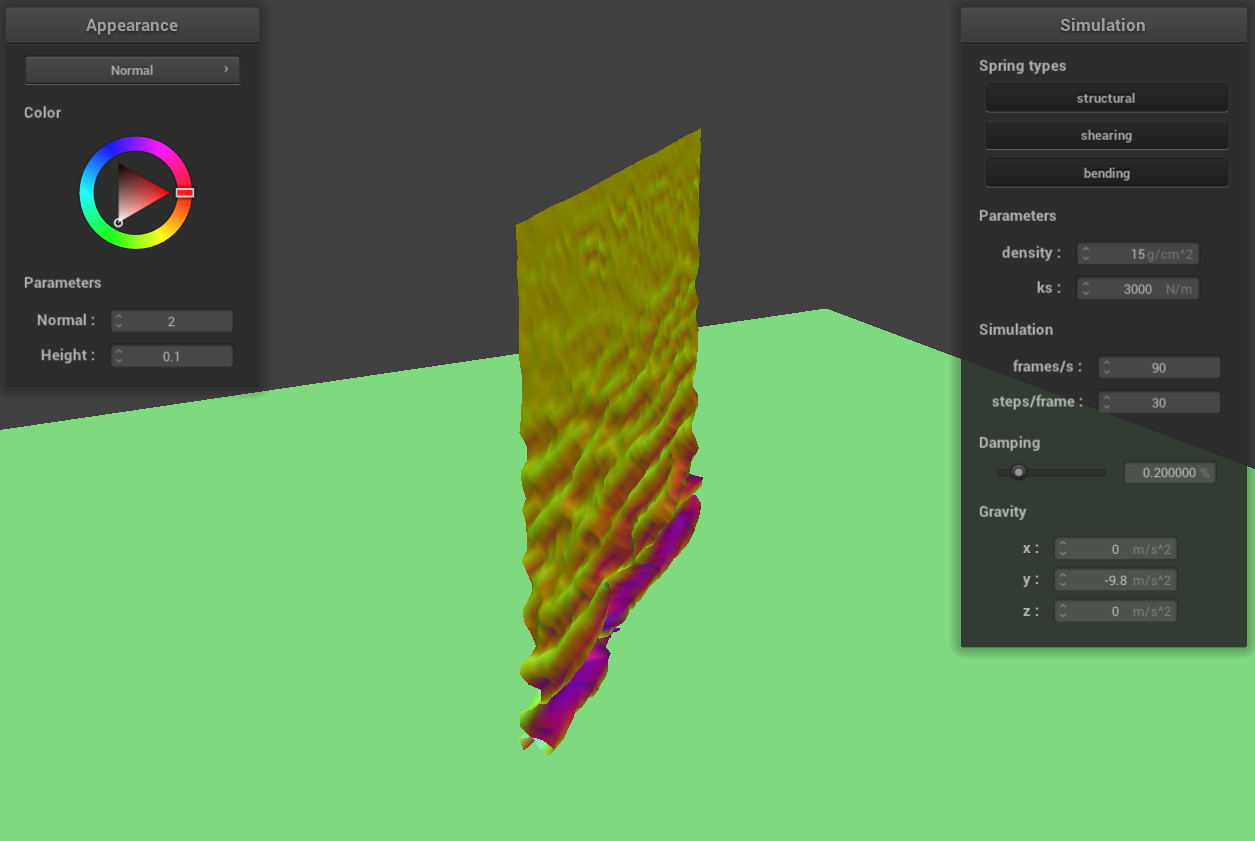 Appearance
Normal
Color
Parameters
Normal : 2
Height : 0.1
Simulation
Spring types
structural
shearing
bending
Parameters
density : 15 g/cm^2
ks : 3000 N/m
Simulation
frames/s : 90
steps/frame : 30
Damping
0.200000 %
Gravity
x : 0 m/s^2
y : -9.8 m/s^2
z : 0 m/s^2